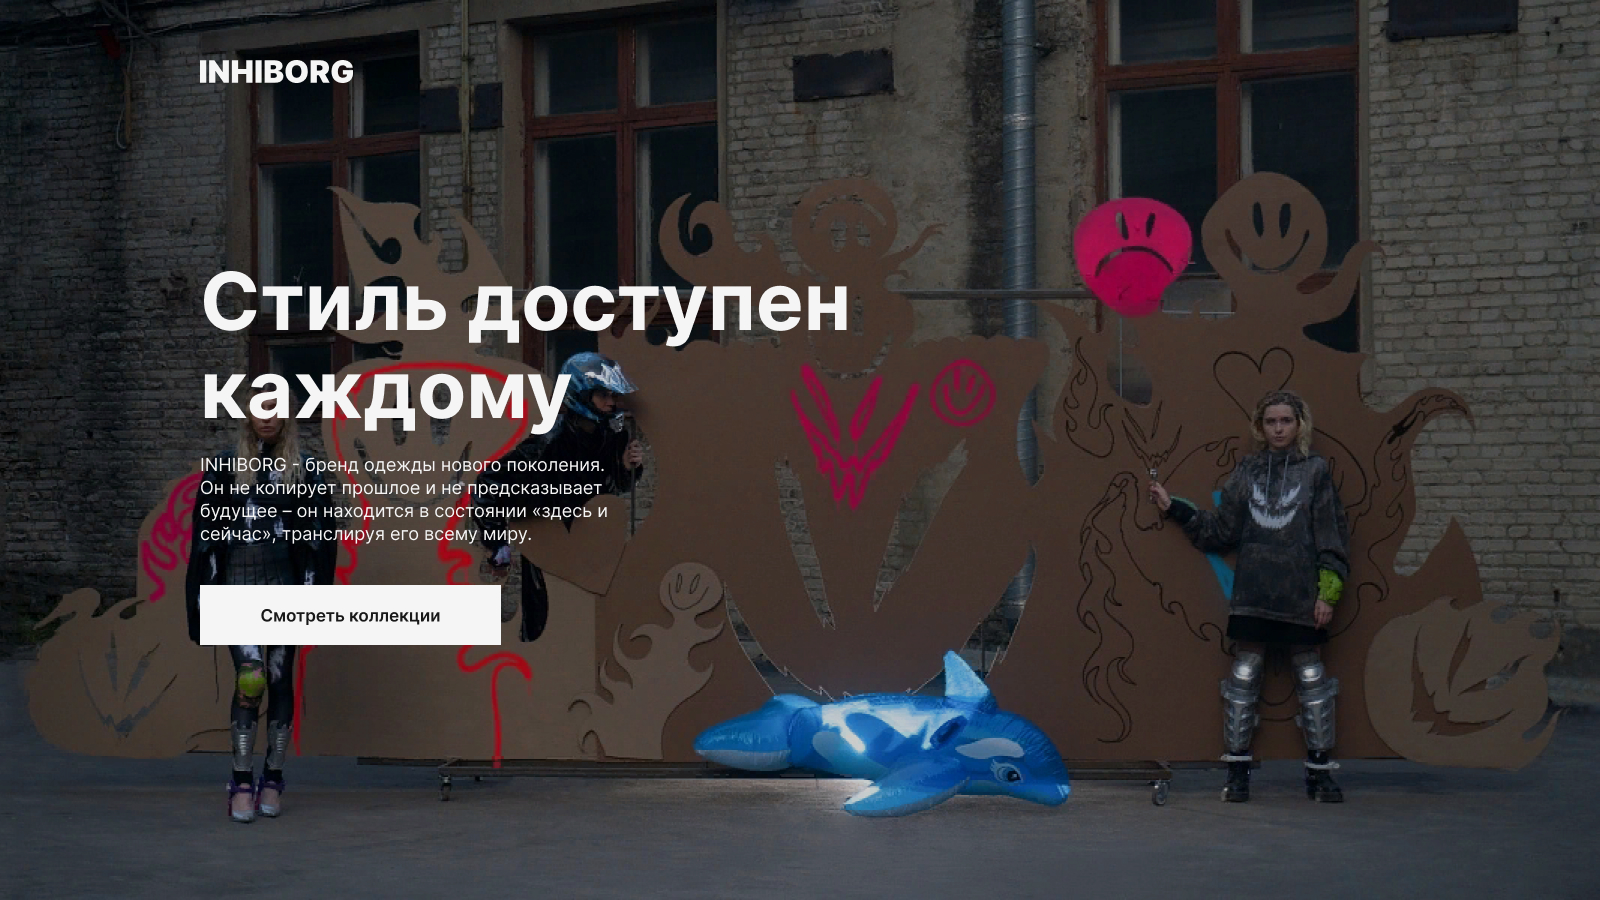 INHIBORG
Стиль доступен
каждому
INHIBORG - бренд одежды нового поколения.
Он не копирует прошлое и не предсказывает
будущее – он находится в состоянии «здесь и
сейчас», транслируя его всему миру.
Смотреть коллекции